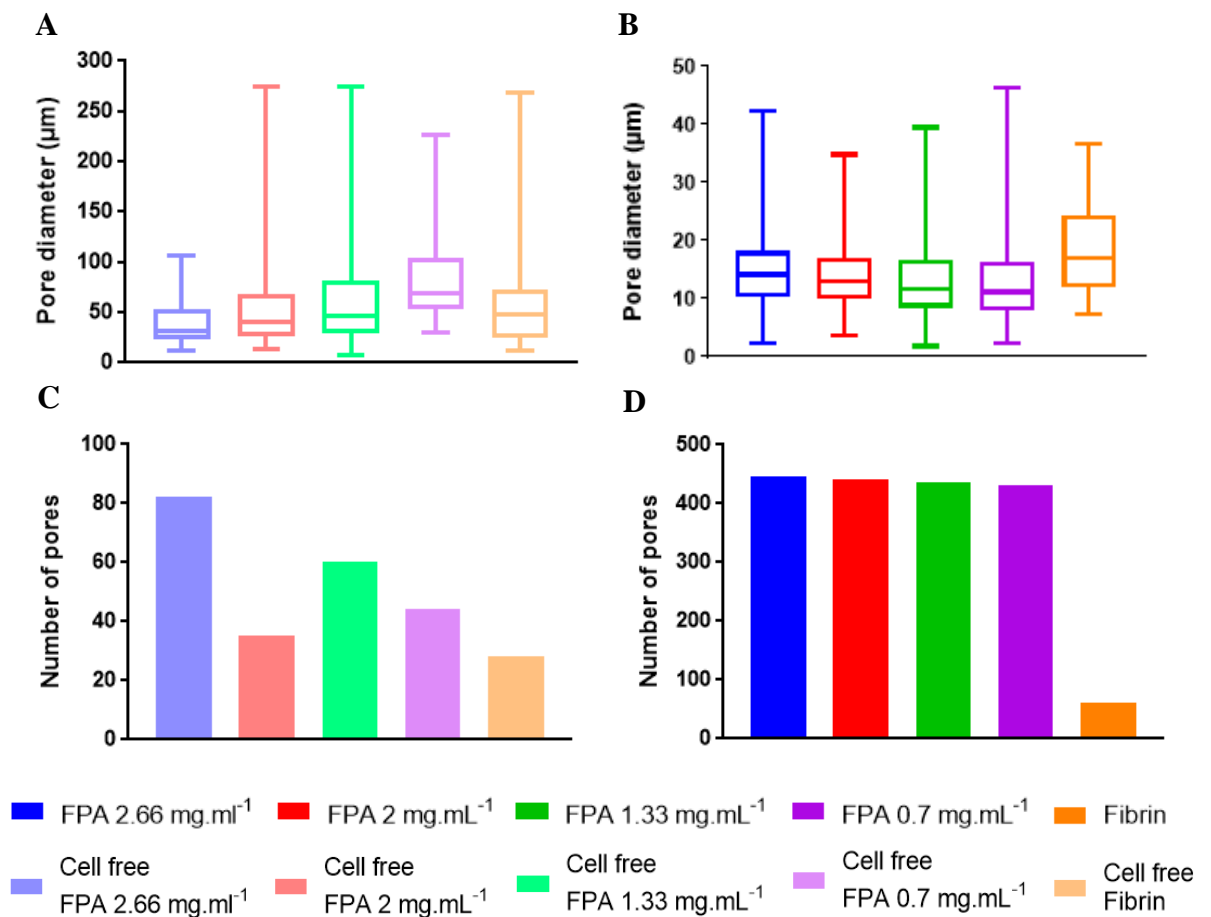 A
B
Pore diameter (µm)
300
250
200
150
100
50
0
Pore diameter (µm)
50
40
30
20
10
0
C
D
Number of pores
100
80
60
40
20
0
Number of pores
500
400
300
200
100
0
FPA 2.66 mg.ml⁻¹
FPA 2 mg.mL⁻¹
FPA 1.33 mg.mL⁻¹
FPA 0.7 mg.mL⁻¹
Fibrin
Cell free
FPA 2.66 mg.ml⁻¹
Cell free
FPA 2 mg.mL⁻¹
Cell free
FPA 1.33 mg.mL⁻¹
Cell free
FPA 0.7 mg.mL⁻¹
Cell free
Fibrin